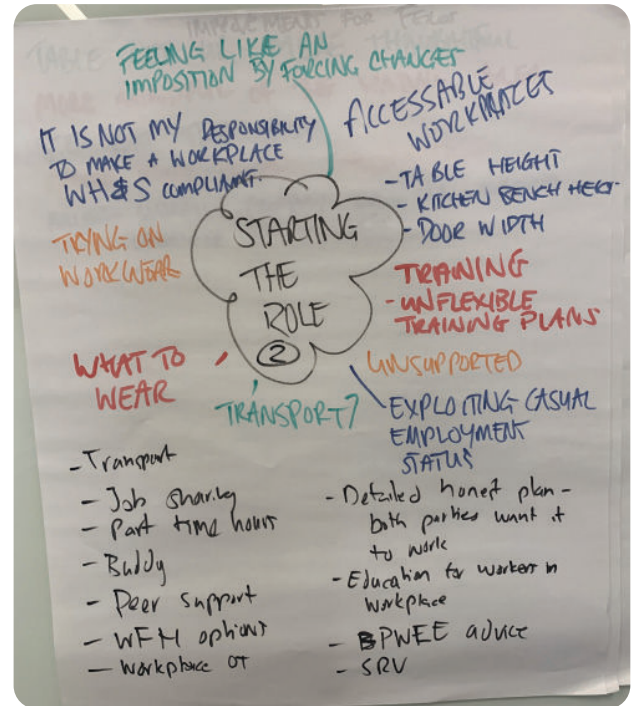 IMPROVEMENT FOR
TABLE
MORE
FEELING LIKE AN
IMPOSITION BY FORCING CHANGES
ACCESSABLE
WORKPLACES
IT IS NOT MY RESPONSIBILITY
TO MAKE A WORKPLACE
WH&S COMPLIANT.
- TABLE HEIGHT
- KITCHEN BENCH HEIGHT
- DOOR WIDTH
STARTING
THE
ROLE
2
TRYING ON
WORKWEAR
TRAINING
- UNFLEXIBLE
TRAINING PLANS
WHAT TO
WEAR
UNSUPPORTED
TRANSPORT?
EXPLOITING CASUAL
EMPLOYMENT
STATUS
- Transport
- Job sharing
- Part time hours
- Buddy
- Peer support
- WFH options
- Workplace OT
- Detailed honest plan -
both parties want it
to work
- Education for workers in
workplace
- BPWEE advice
- SRV